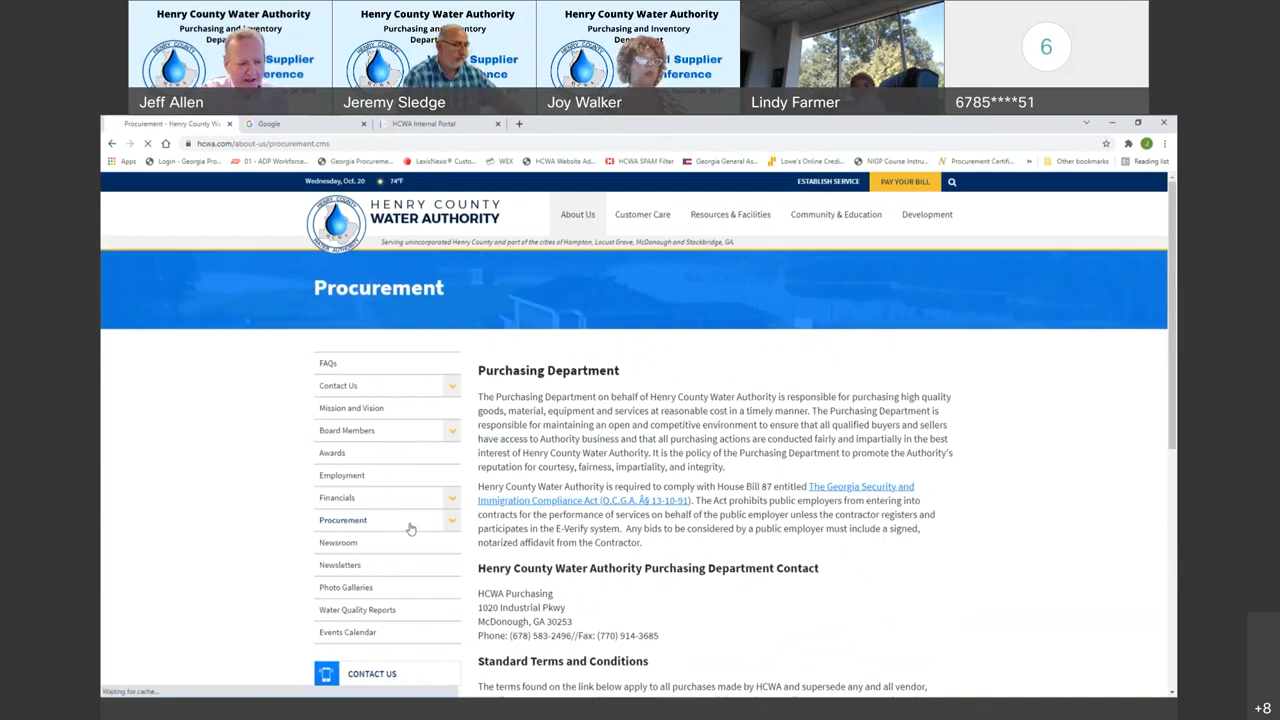 Henry County Water Authority
Purchasing and Inventory
Supplier
Jeff Allen
Henry County Water Authority
Purchasing and Inventory
Supplier
Jeremy Sledge
Henry County Water Authority
Purchasing and Inventory
Supplier
Joy Walker
Lindy Farmer
6
6785****51
Procurement - Henry County Wa
Google
HCWA Internal Portal
hcwa.com/about-us/procurement.cms
Apps Login - Georgia Pro... 01 - ADP Workforce... Georgia Procureme... LexisNexis® Custo... WEX HCWA Website Ad... HCWA SPAM Filter Georgia General As... Lowe's Online Credi... NIGP Course Instru... Procurement Certifi... » Other bookmarks Reading list
Wednesday, Oct. 20 74°F ESTABLISH SERVICE PAY YOUR BILL
HENRY COUNTY
WATER AUTHORITY
About Us Customer Care Resources & Facilities Community & Education Development
Serving unincorporated Henry County and part of the cities of Hampton, Locust Grove, McDonough and Stockbridge, GA.
Procurement
FAQs
Contact Us
Mission and Vision
Board Members
Awards
Employment
Financials
Procurement
Newsroom
Newsletters
Photo Galleries
Water Quality Reports
Events Calendar
CONTACT US
Purchasing Department
The Purchasing Department on behalf of Henry County Water Authority is responsible for purchasing high quality
goods, material, equipment and services at reasonable cost in a timely manner. The Purchasing Department is
responsible for maintaining an open and competitive environment to ensure that all qualified buyers and sellers
have access to Authority business and that all purchasing actions are conducted fairly and impartially in the best
interest of Henry County Water Authority. It is the policy of the Purchasing Department to promote the Authority's
reputation for courtesy, fairness, impartiality, and integrity.
Henry County Water Authority is required to comply with House Bill 87 entitled The Georgia Security and
Immigration Compliance Act (O.C.G.A. Â§ 13-10-91). The Act prohibits public employers from entering into
contracts for the performance of services on behalf of the public employer unless the contractor registers and
participates in the E-Verify system. Any bids to be considered by a public employer must include a signed,
notarized affidavit from the Contractor.
Henry County Water Authority Purchasing Department Contact
HCWA Purchasing
1020 Industrial Pkwy
McDonough, GA 30253
Phone: (678) 583-2496//Fax: (770) 914-3685
Standard Terms and Conditions
The terms found on the link below apply to all purchases made by HCWA and supersede any and all vendor,
Waiting for cache...
+8